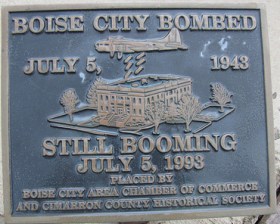 BOISE CITY BOMBED
JULY 5, 1943
STILL BOOMING
JULY 5, 1993
PLACED BY
BOISE CITY AREA CHAMBER OF COMMERCE
AND CIMARRON COUNTY HISTORICAL SOCIETY